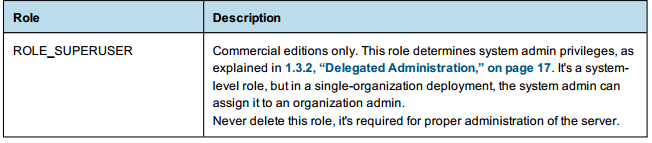 Role Description
ROLE_SUPERUSER Commercial editions only. This role determines system admin privileges, as
explained in 1.3.2, “Delegated Administration,” on page 17. It's a system-
level role, but in a single-organization deployment, the system admin can
assign it to an organization admin.
Never delete this role, it's required for proper administration of the server.